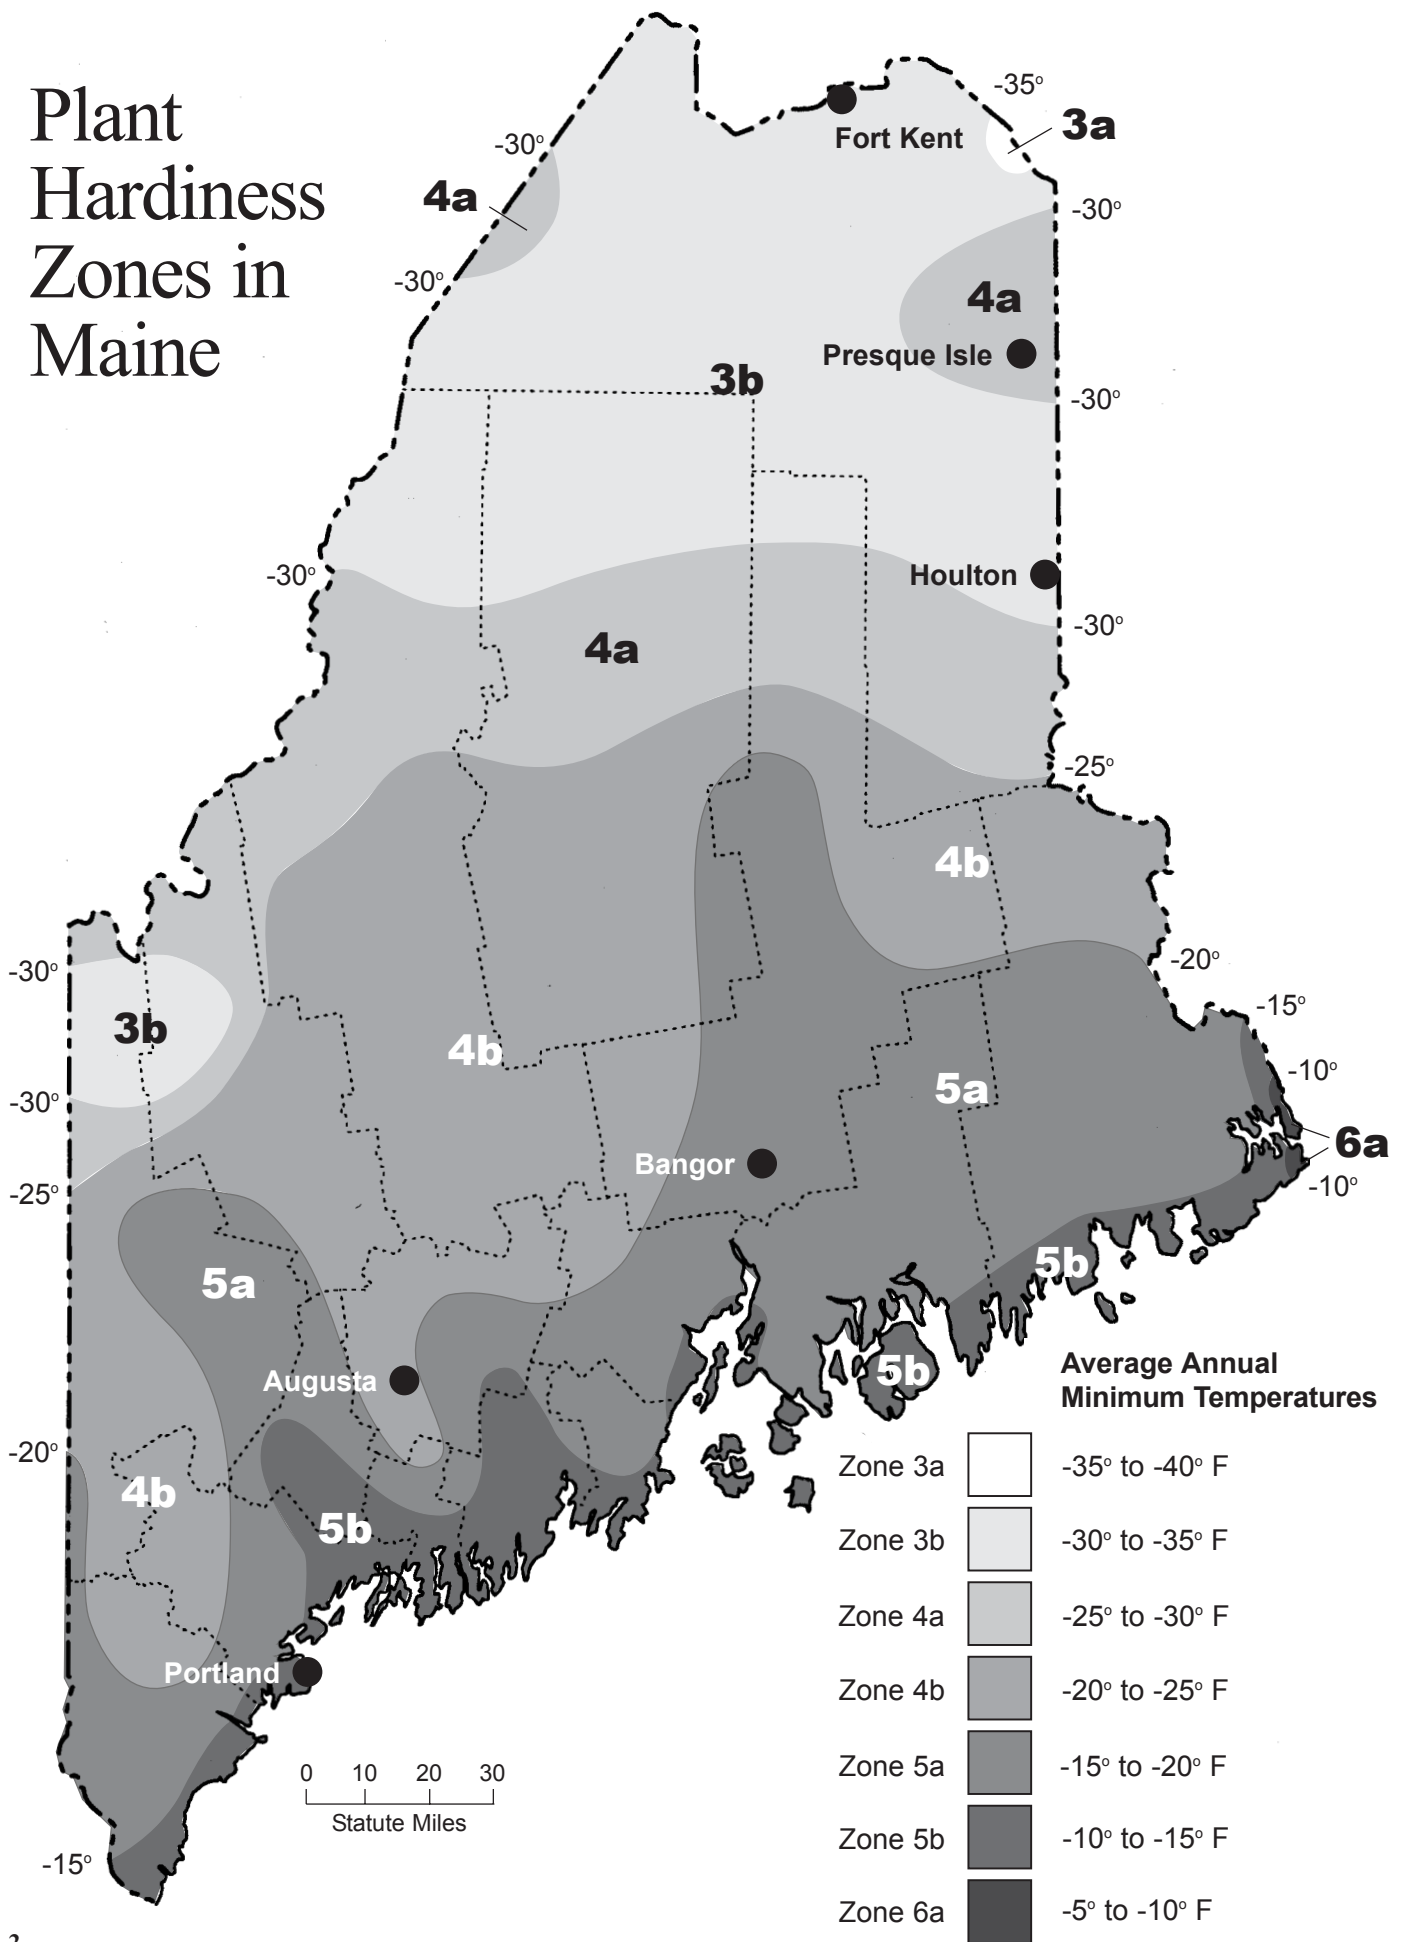 Plant
Hardiness
Zones in
Maine
-35°
3a
Fort Kent
-30°
4a
-30°
-30°
4a
Presque Isle
3b
-30°
-30°
Houlton
-30°
4a
-25°
4b
-30°
-20°
-15°
3b
4b
-10°
5a
-30°
6a
Bangor
-10°
-25°
5b
5a
5b
Augusta
-20°
4b
5b
Portland
0 10 20 30
Statute Miles
-15°
Average Annual
Minimum Temperatures
Zone 3a -35° to -40° F
Zone 3b -30° to -35° F
Zone 4a -25° to -30° F
Zone 4b -20° to -25° F
Zone 5a -15° to -20° F
Zone 5b -10° to -15° F
Zone 6a -5° to -10° F